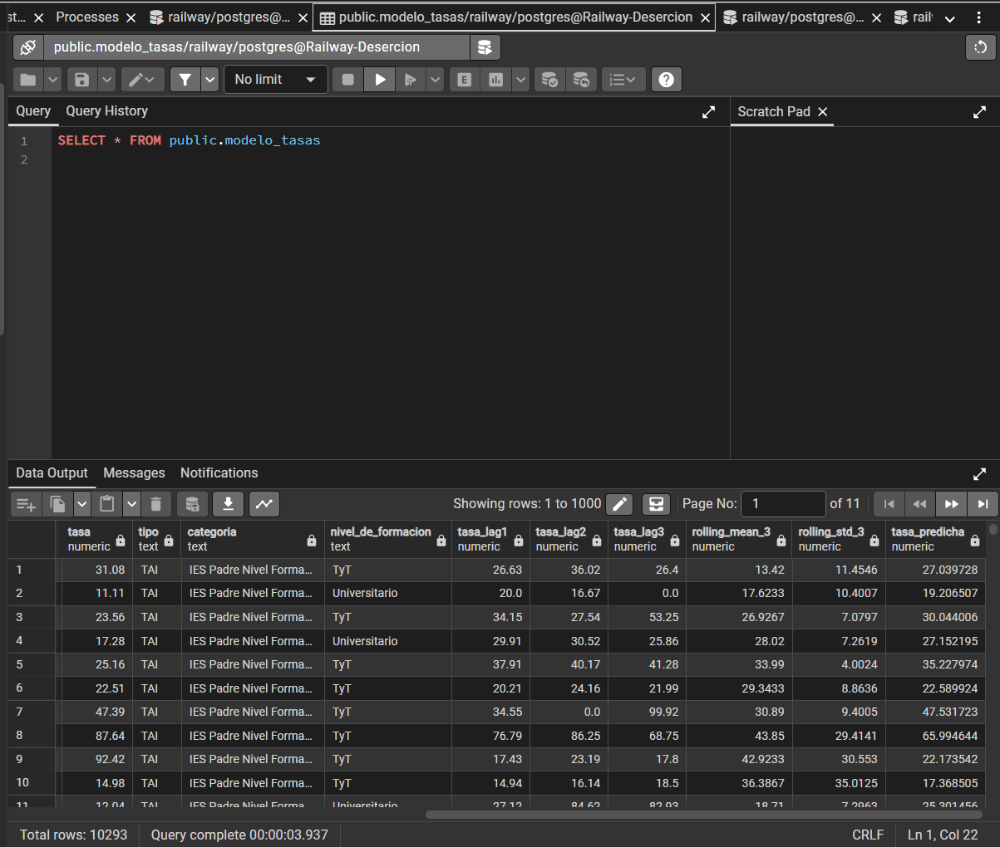 st... Processes railway/postgres@... public.modelo_tasas/railway/postgres@Railway-Desercion railway/postgres@... rail
public.modelo_tasas/railway/postgres@Railway-Desercion
No limit E
Query Query History Scratch Pad
1 SELECT * FROM public.modelo_tasas
2
Data Output Messages Notifications
Showing rows: 1 to 1000 Page No: 1 of 11
tasa tipo categoria nivel_de_formacion tasa_lag1 tasa_lag2 tasa_lag3 rolling_mean_3 rolling_std_3 tasa_predicha
numeric text text text numeric numeric numeric numeric numeric numeric
1 31.08 TAI IES Padre Nivel Forma... TyT 26.63 36.02 26.4 13.42 11.4546 27.039728
2 11.11 TAI IES Padre Nivel Forma... Universitario 20.0 16.67 0.0 17.6233 10.4007 19.206507
3 23.56 TAI IES Padre Nivel Forma... TyT 34.15 27.54 53.25 26.9267 7.0797 30.044006
4 17.28 TAI IES Padre Nivel Forma... Universitario 29.91 30.52 25.86 28.02 7.2619 27.152195
5 25.16 TAI IES Padre Nivel Forma... TyT 37.91 40.17 41.28 33.99 4.0024 35.227974
6 22.51 TAI IES Padre Nivel Forma... TyT 20.21 24.16 21.99 29.3433 8.8636 22.589924
7 47.39 TAI IES Padre Nivel Forma... TyT 34.55 0.0 99.92 30.89 9.4005 47.531723
8 87.64 TAI IES Padre Nivel Forma... TyT 76.79 86.25 68.75 43.85 29.4141 65.994644
9 92.42 TAI IES Padre Nivel Forma... TyT 17.43 23.19 17.8 42.9233 30.553 22.173542
10 14.98 TAI IES Padre Nivel Forma... TyT 14.94 16.14 18.5 36.3867 35.0125 17.368505
11 12.04 TAI IES Padre Nivel Forma... Universitario 27.12 84.62 82.93 18.71 7.2963 25.301456
Total rows: 10293 Query complete 00:00:03.937 CRLF Ln 1, Col 22